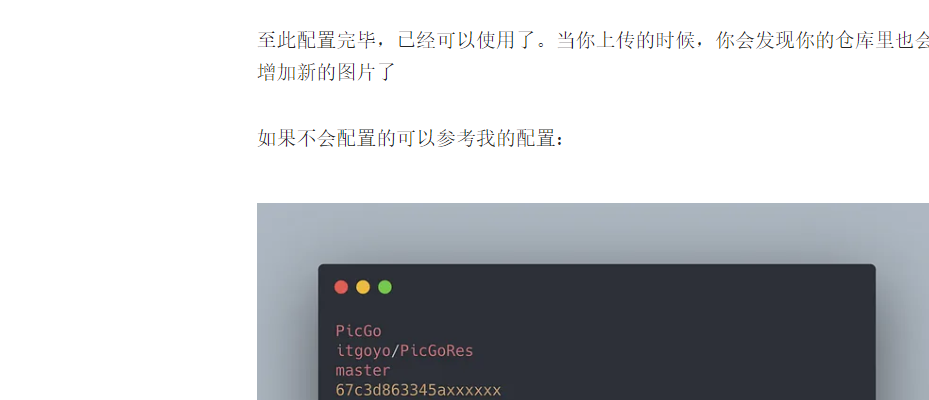 至此配置完毕，已经可以使用了。当你上传的时候，你会发现你的仓库里也会
增加新的图片了
如果不会配置的可以参考我的配置：
PicGo
itgoyo/PicGoRes
master
67c3d863345axxxxxx